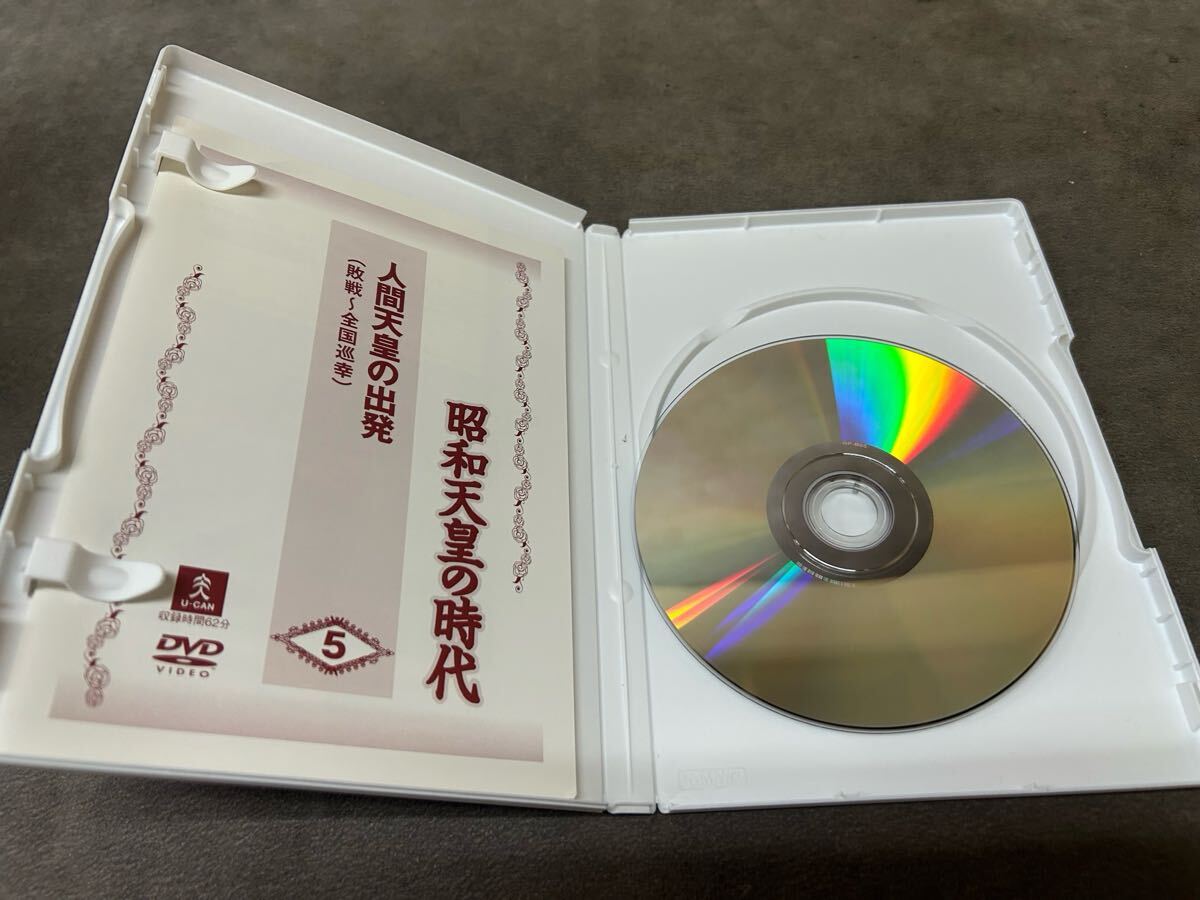 昭和天皇の時代
人間天皇の出発
(敗戦~全国巡幸)
5
U-CAN
収録時間62分
DVD
VIDEO